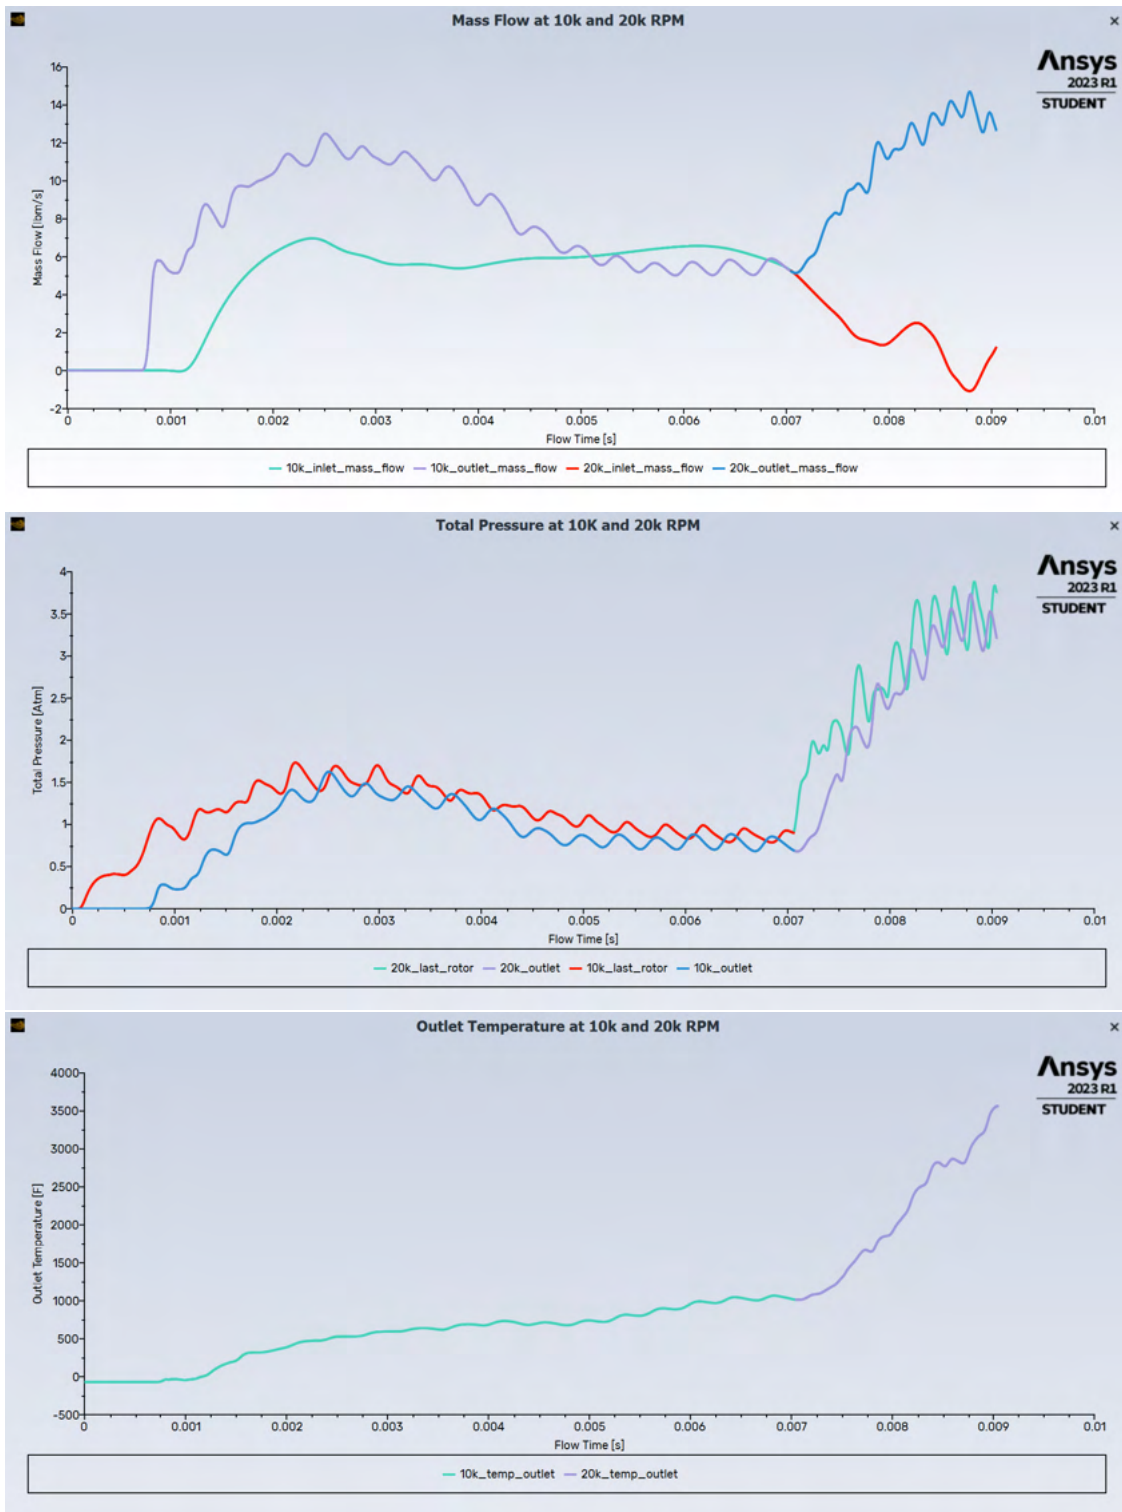 Mass Flow at 10k and 20k RPM
×
Ansys
2023 R1
STUDENT
16
14
12
10
8
6
4
2
0
-2
Mass Flow [lbm/s]
0 0.001 0.002 0.003 0.004 0.005 0.006 0.007 0.008 0.009 0.01
Flow Time [s]
10k_inlet_mass_flow 10k_outlet_mass_flow 20k_inlet_mass_flow 20k_outlet_mass_flow
Total Pressure at 10K and 20k RPM
×
Ansys
2023 R1
STUDENT
4
3.5
3
2.5
2
1.5
1
0.5
0
Total Pressure [Atm]
0 0.001 0.002 0.003 0.004 0.005 0.006 0.007 0.008 0.009 0.01
Flow Time [s]
20k_last_rotor 20k_outlet 10k_last_rotor 10k_outlet
Outlet Temperature at 10k and 20k RPM
×
Ansys
2023 R1
STUDENT
4000
3500
3000
2500
2000
1500
1000
500
0
-500
Outlet Temperature [F]
0 0.001 0.002 0.003 0.004 0.005 0.006 0.007 0.008 0.009 0.01
Flow Time [s]
10k_temp_outlet 20k_temp_outlet